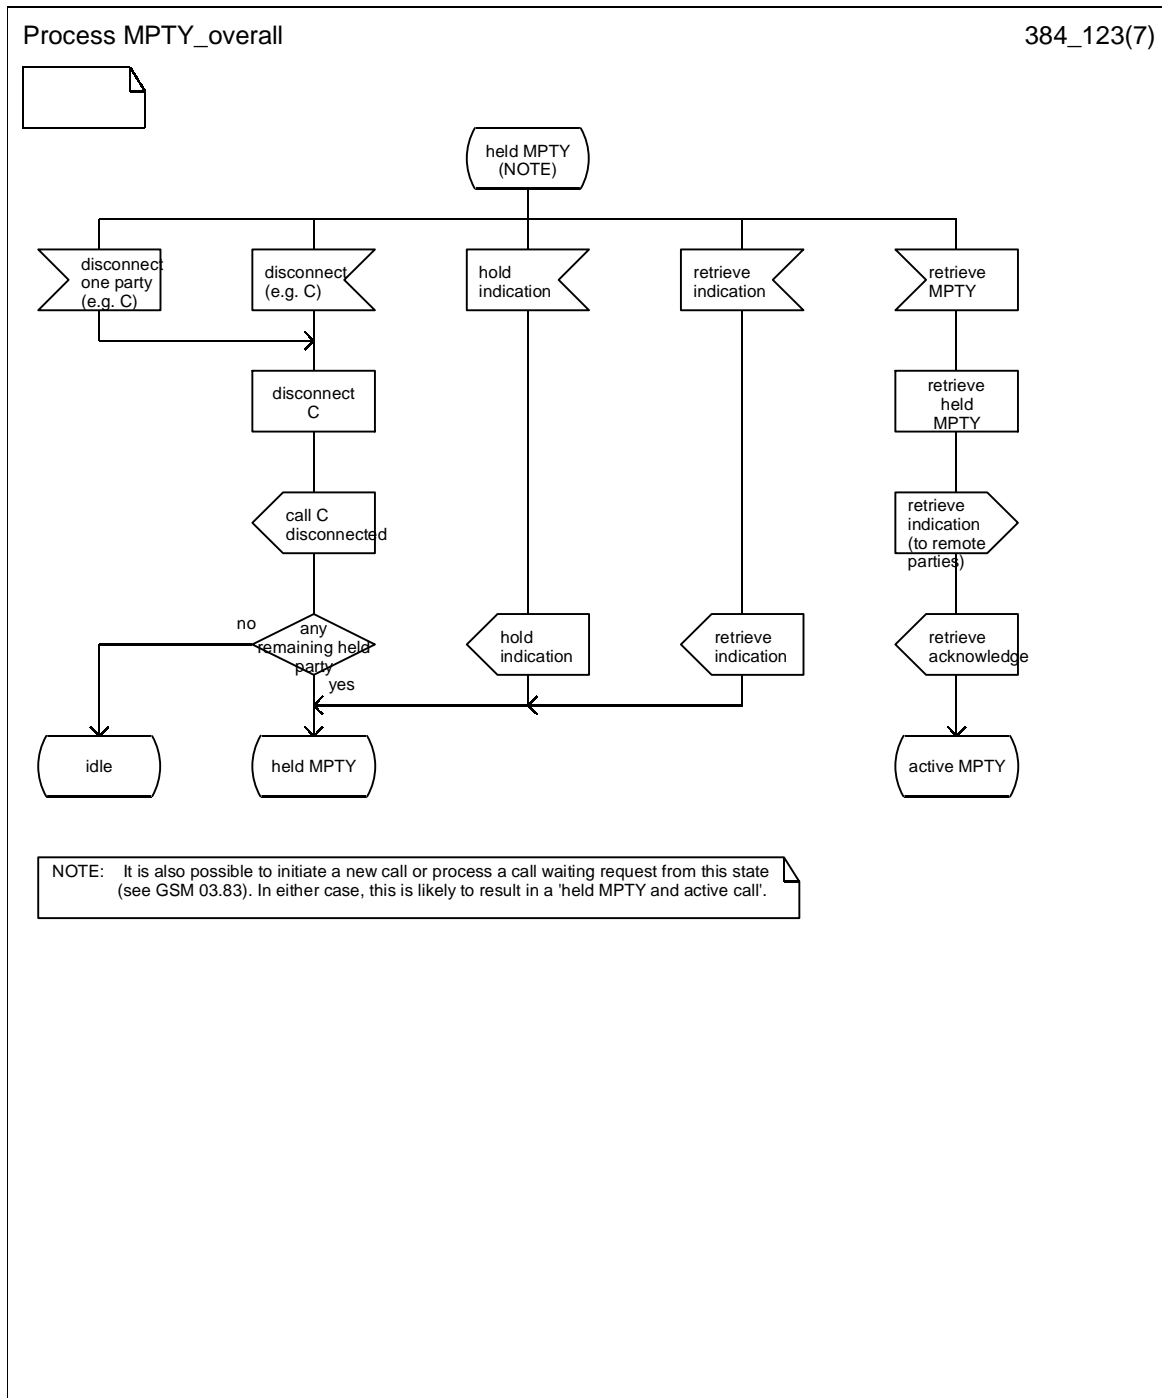 Process MPTY_overall
384_123(7)
held MPTY
(NOTE)
disconnect
one party
(e.g. C)
disconnect
(e.g. C)
hold
indication
retrieve
indication
retrieve
MPTY
disconnect
C
retrieve
held
MPTY
call C
disconnected
retrieve
indication
(to remote
parties)
no
any
remaining held
party
yes
hold
indication
retrieve
indication
retrieve
acknowledge
idle
held MPTY
active MPTY
NOTE: It is also possible to initiate a new call or process a call waiting request from this state
(see GSM 03.83). In either case, this is likely to result in a 'held MPTY and active call'.